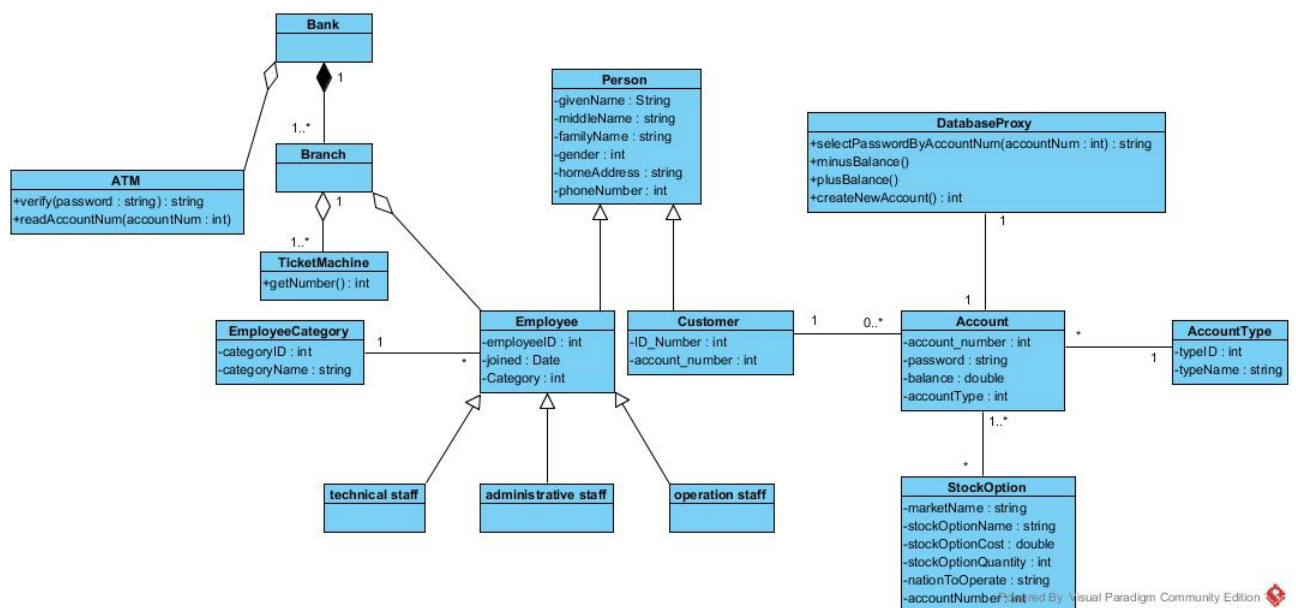 Bank
1
1..*
Branch
1
1..*
ATM
+verify(password : string) : string
+readAccountNum(accountNum : int)
TicketMachine
+getNumber() : int
Person
-givenName : String
-middleName : string
-familyName : string
-gender : int
-homeAddress : string
-phoneNumber : int
DatabaseProxy
+selectPasswordByAccountNum(accountNum : int) : string
+minusBalance()
+plusBalance()
+createNewAccount() : int
1
1
EmployeeCategory
-categoryID : int
-categoryName : string
1
*
Employee
-employeeID : int
-joined : Date
-Category : int
Customer
-ID_Number : int
-account_number : int
1
0..*
Account
-account_number : int
-password : string
-balance : double
-accountType : int
*
1
AccountType
-typeID : int
-typeName : string
1..*
*
technical staff
administrative staff
operation staff
StockOption
-marketName : string
-stockOptionName : string
-stockOptionCost : double
-stockOptionQuantity : int
-nationToOperate : string
-accountNumber : int
Powered By Visual Paradigm Community Edition